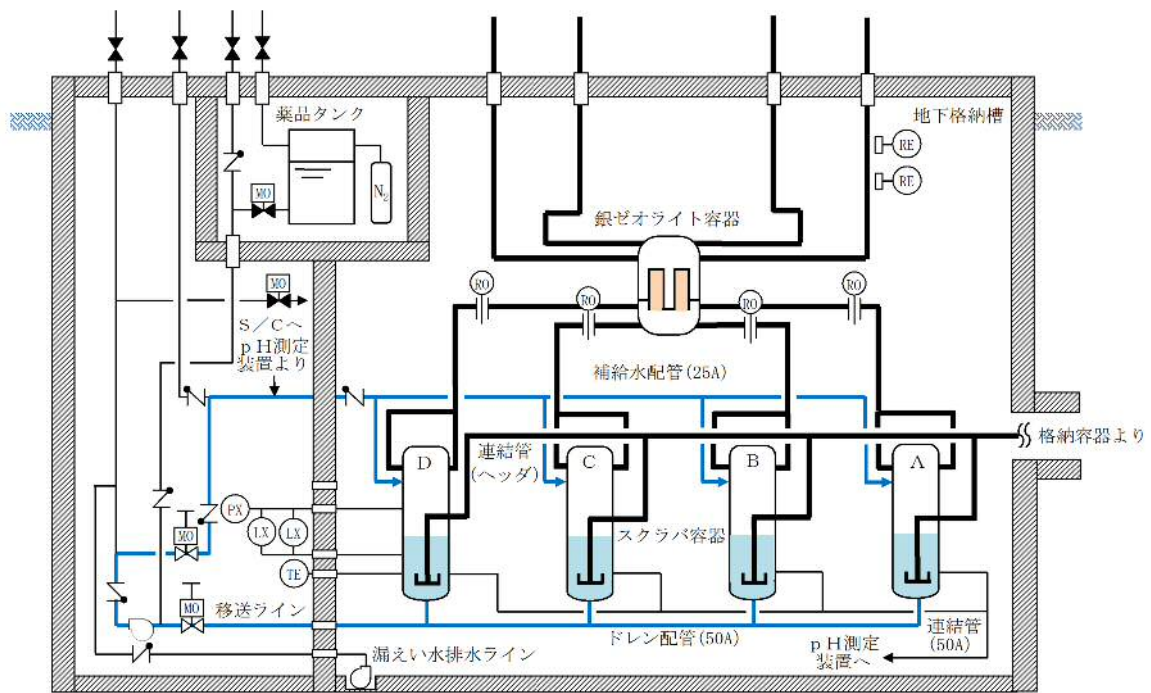 薬品タンク
地下格納槽
RE
MO
N2
RE
銀ゼオライト容器
MO
RO
RO
RO
RO
S/Cへ
pH測定
装置より
補給水配管(25A)
格納容器より
連結管
(ヘッダ)
D
C
B
A
PX
LX
LX
スクラバ容器
MO
TE
MO
移送ライン
ドレン配管(50A)
連結管
(50A)
pH測定
装置へ
漏えい水排水ライン